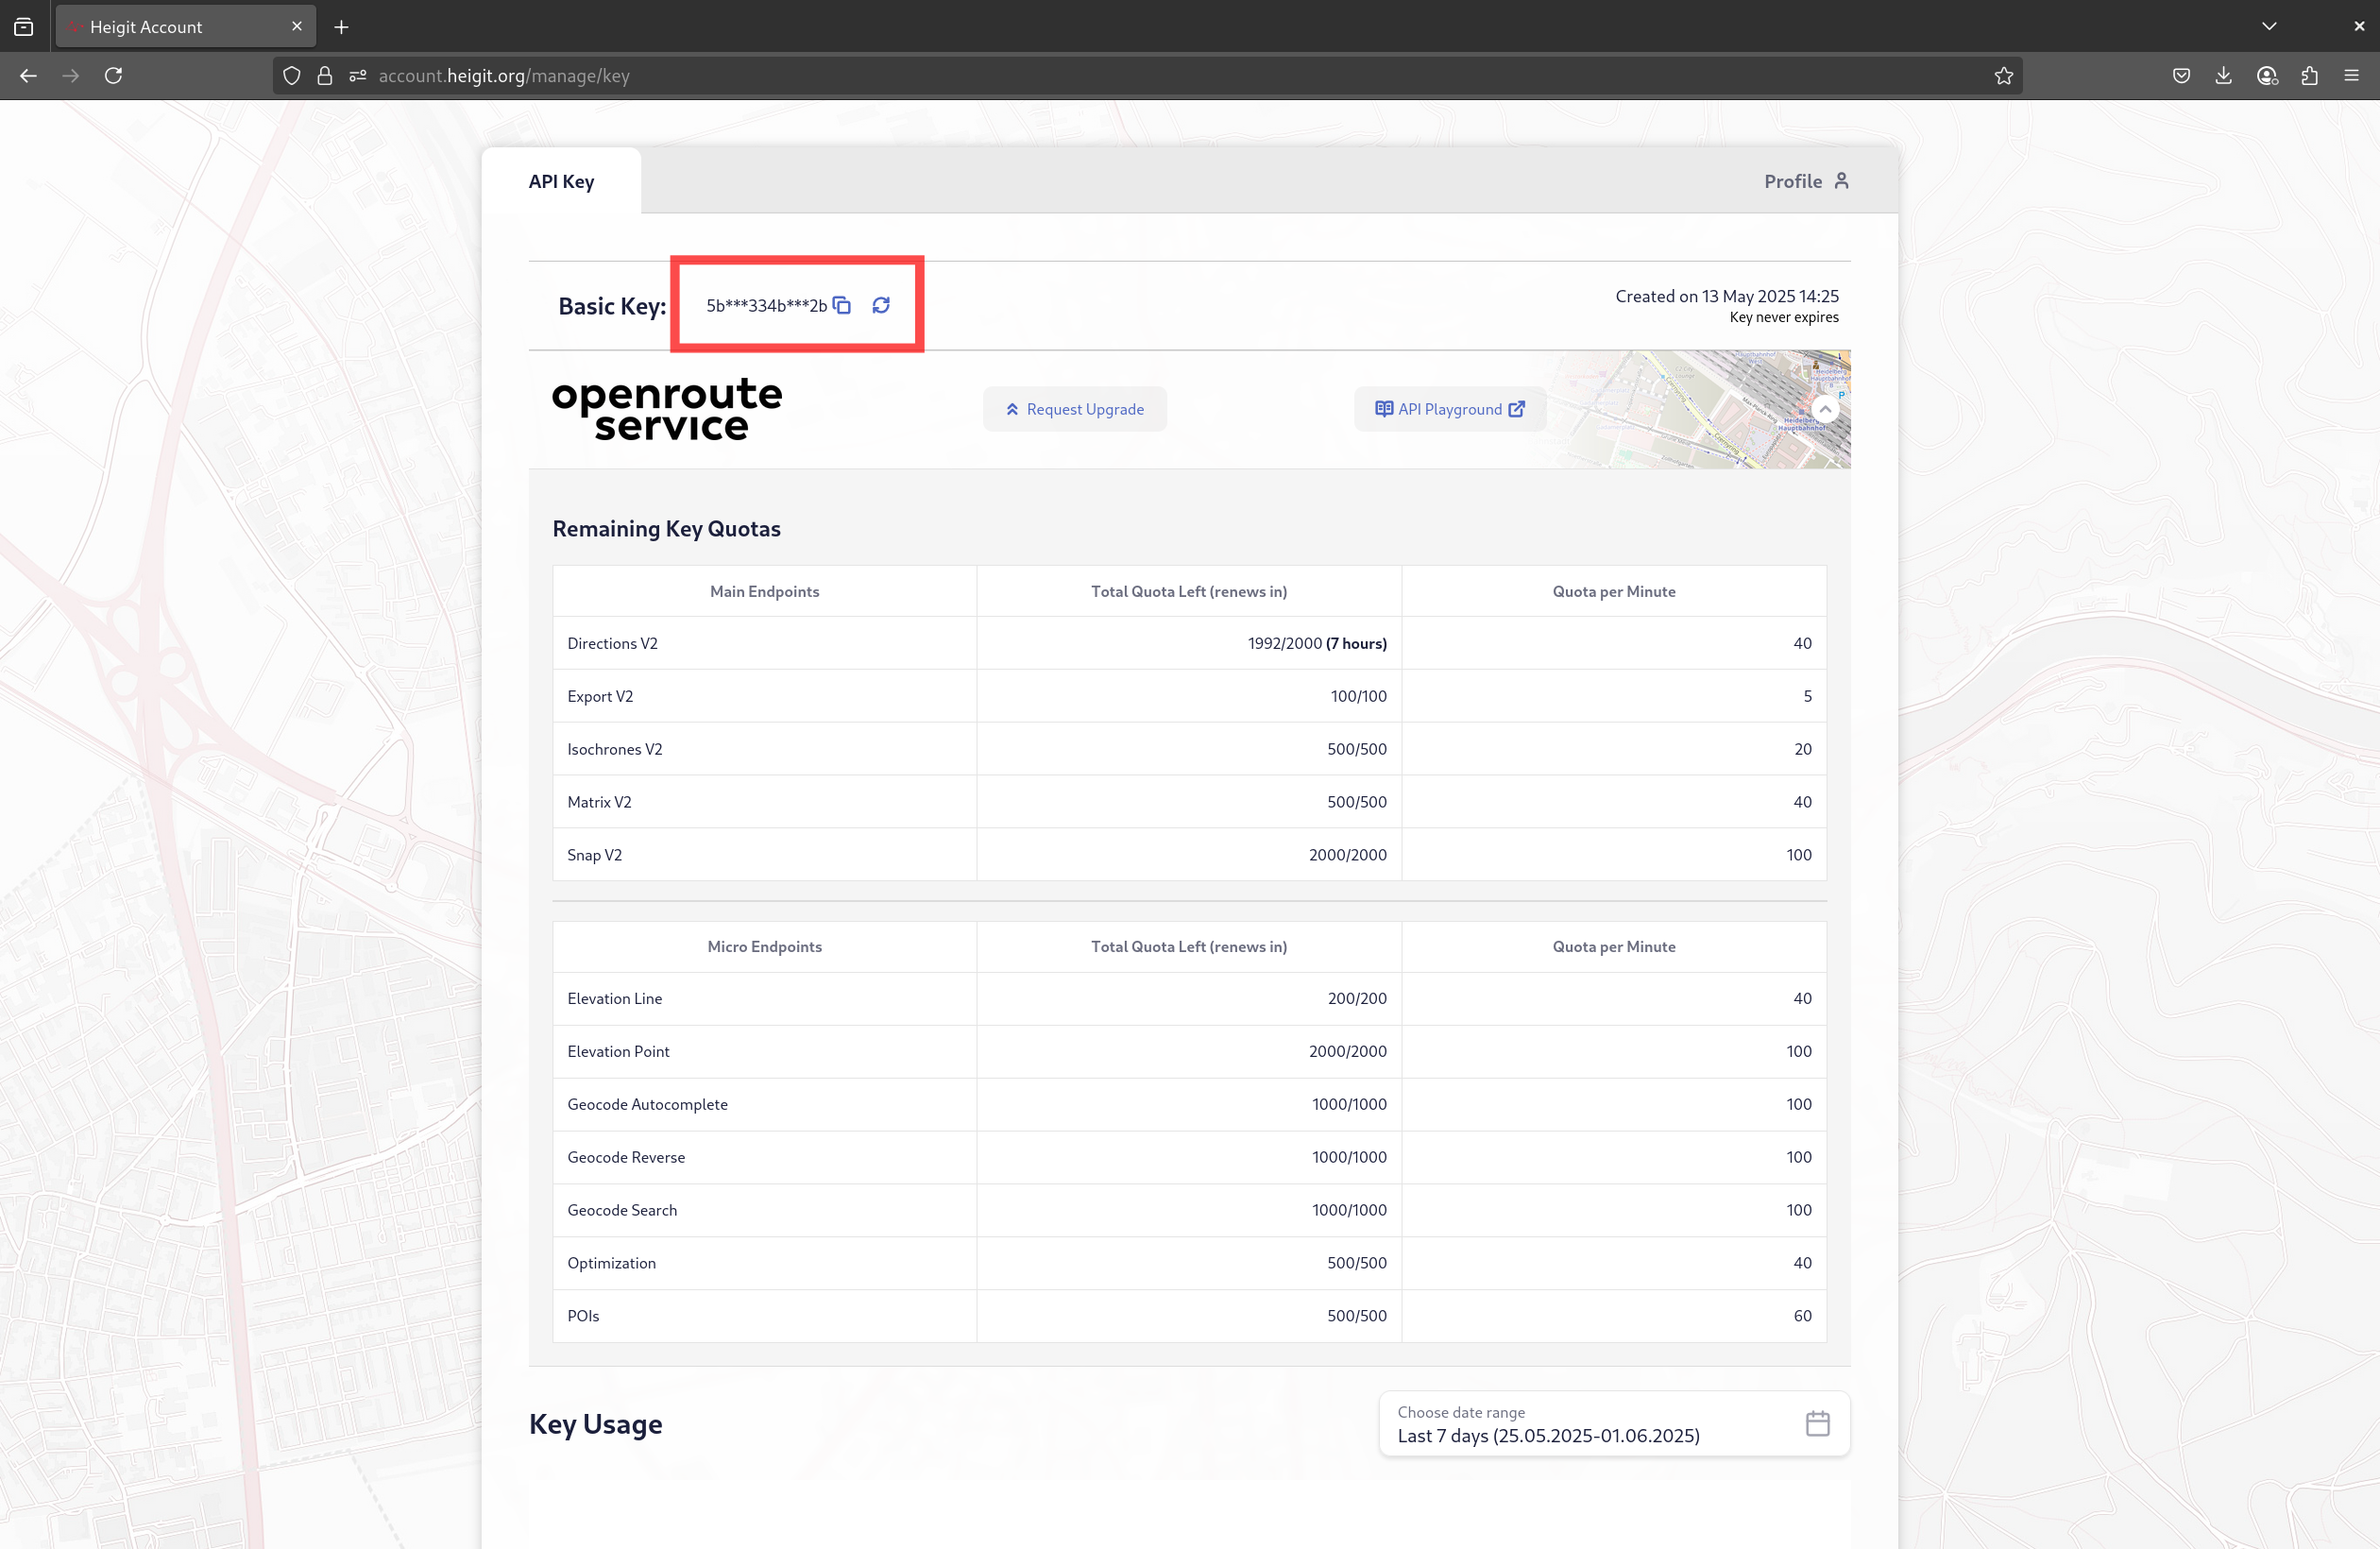 Heigit Account
account.heigit.org/manage/key
API Key
Profile
Basic Key: 5b***334b***2b
Created on 13 May 2025 14:25
Key never expires
openroute
service
Request Upgrade
API Playground
Remaining Key Quotas
Main Endpoints Total Quota Left (renews in) Quota per Minute
Directions V2 1992/2000 (7 hours) 40
Export V2 100/100 5
Isochrones V2 500/500 20
Matrix V2 500/500 40
Snap V2 2000/2000 100
Micro Endpoints Total Quota Left (renews in) Quota per Minute
Elevation Line 200/200 40
Elevation Point 2000/2000 100
Geocode Autocomplete 1000/1000 100
Geocode Reverse 1000/1000 100
Geocode Search 1000/1000 100
Optimization 500/500 40
POIs 500/500 60
Key Usage
Choose date range
Last 7 days (25.05.2025-01.06.2025)